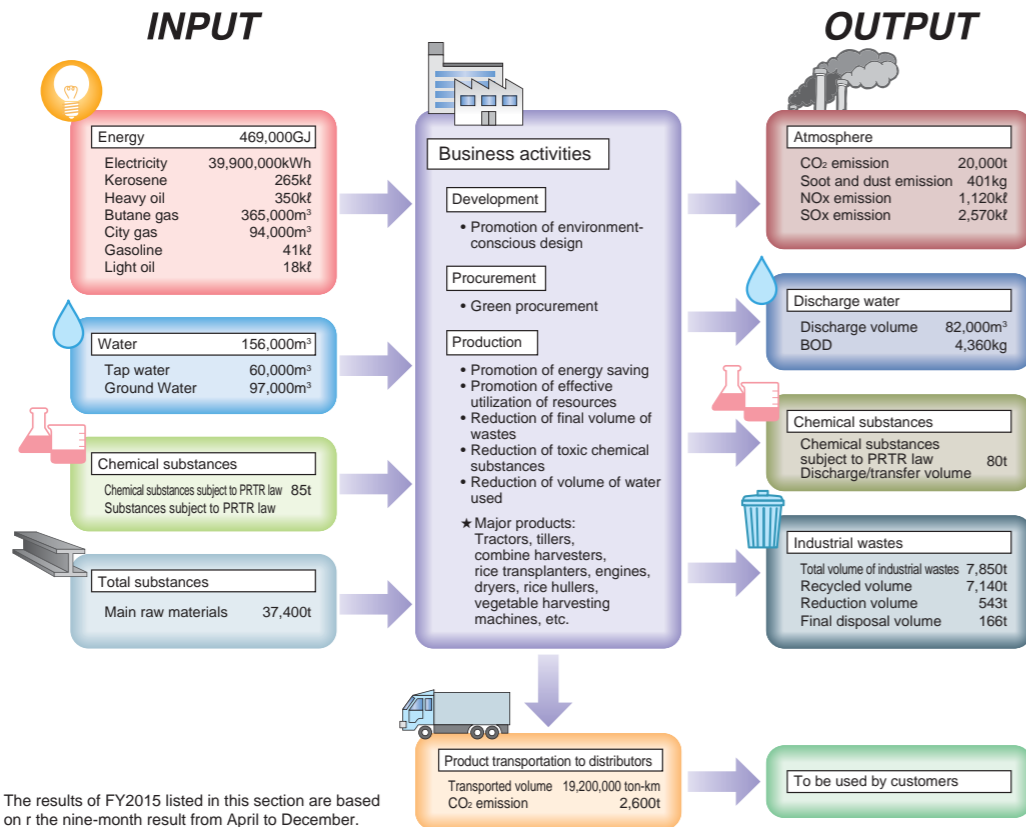 INPUT
OUTPUT
Energy 469,000GJ
Electricity 39,900,000kWh
Kerosene 265kℓ
Heavy oil 350kℓ
Butane gas 365,000m³
City gas 94,000m³
Gasoline 41kℓ
Light oil 18kℓ
Water 156,000m³
Tap water 60,000m³
Ground Water 97,000m³
Chemical substances
Chemical substances subject to PRTR law 85t
Substances subject to PRTR law
Total substances
Main raw materials 37,400t
Business activities
Development
• Promotion of environment-
conscious design
Procurement
• Green procurement
Production
• Promotion of energy saving
• Promotion of effective
utilization of resources
• Reduction of final volume of
wastes
• Reduction of toxic chemical
substances
• Reduction of volume of water
used
★ Major products:
Tractors, tillers,
combine harvesters,
rice transplanters, engines,
dryers, rice hullers,
vegetable harvesting
machines, etc.
Atmosphere
CO₂ emission 20,000t
Soot and dust emission 401kg
NOx emission 1,120kℓ
SOx emission 2,570kℓ
Discharge water
Discharge volume 82,000m³
BOD 4,360kg
Chemical substances
Chemical substances
subject to PRTR law 80t
Discharge/transfer volume
Industrial wastes
Total volume of industrial wastes 7,850t
Recycled volume 7,140t
Reduction volume 543t
Final disposal volume 166t
Product transportation to distributors
Transported volume 19,200,000 ton-km
CO₂ emission 2,600t
To be used by customers
The results of FY2015 listed in this section are based
on r the nine-month result from April to December.